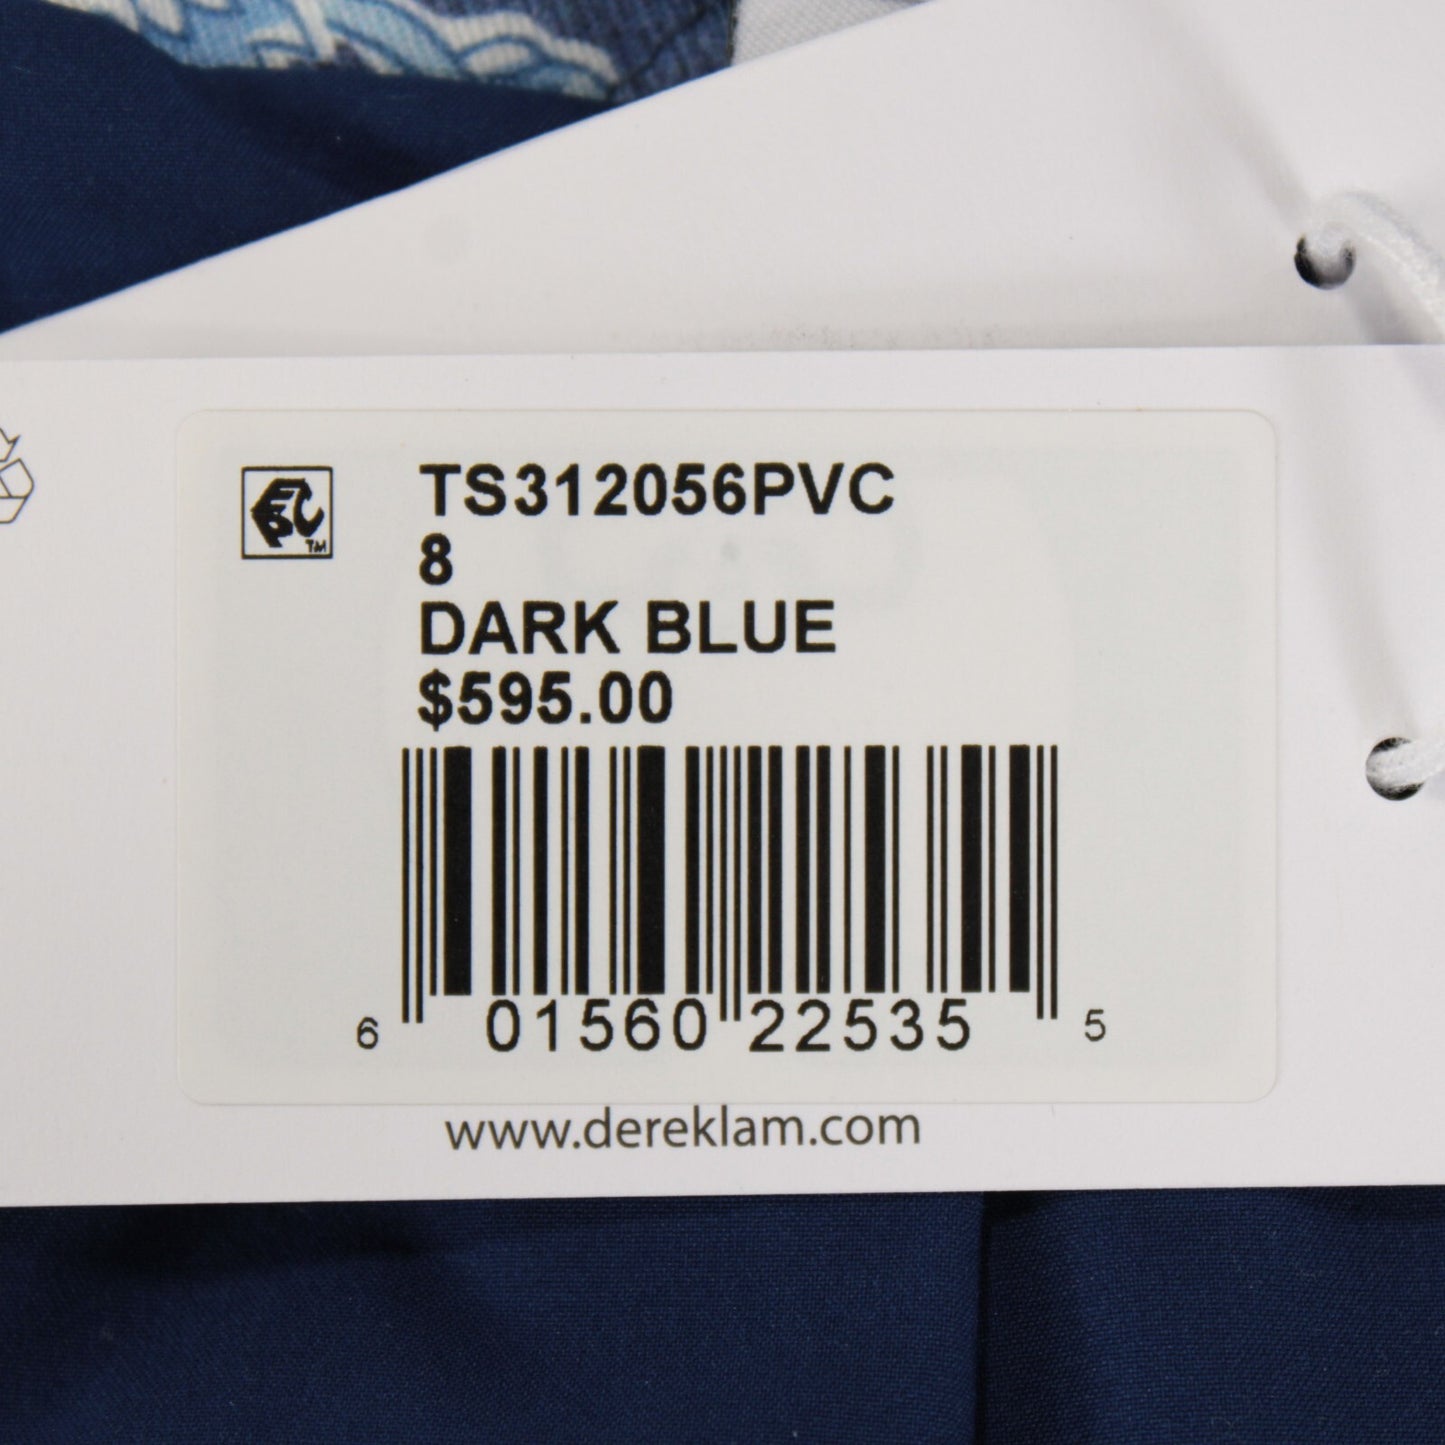 TS312056PVC
8
DARK BLUE
$595.00
6 01560 22535 5
www.dereklam.com